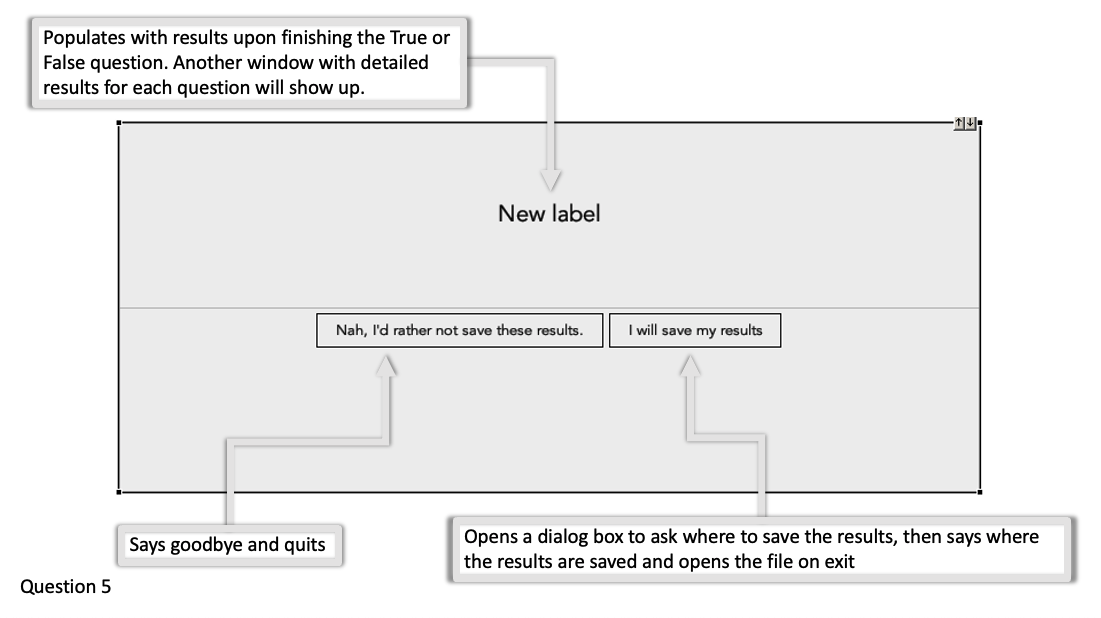 Populates with results upon finishing the True or
False question. Another window with detailed
results for each question will show up.
New label
Nah, I'd rather not save these results.
I will save my results
Says goodbye and quits
Opens a dialog box to ask where to save the results, then says where
the results are saved and opens the file on exit
Question 5